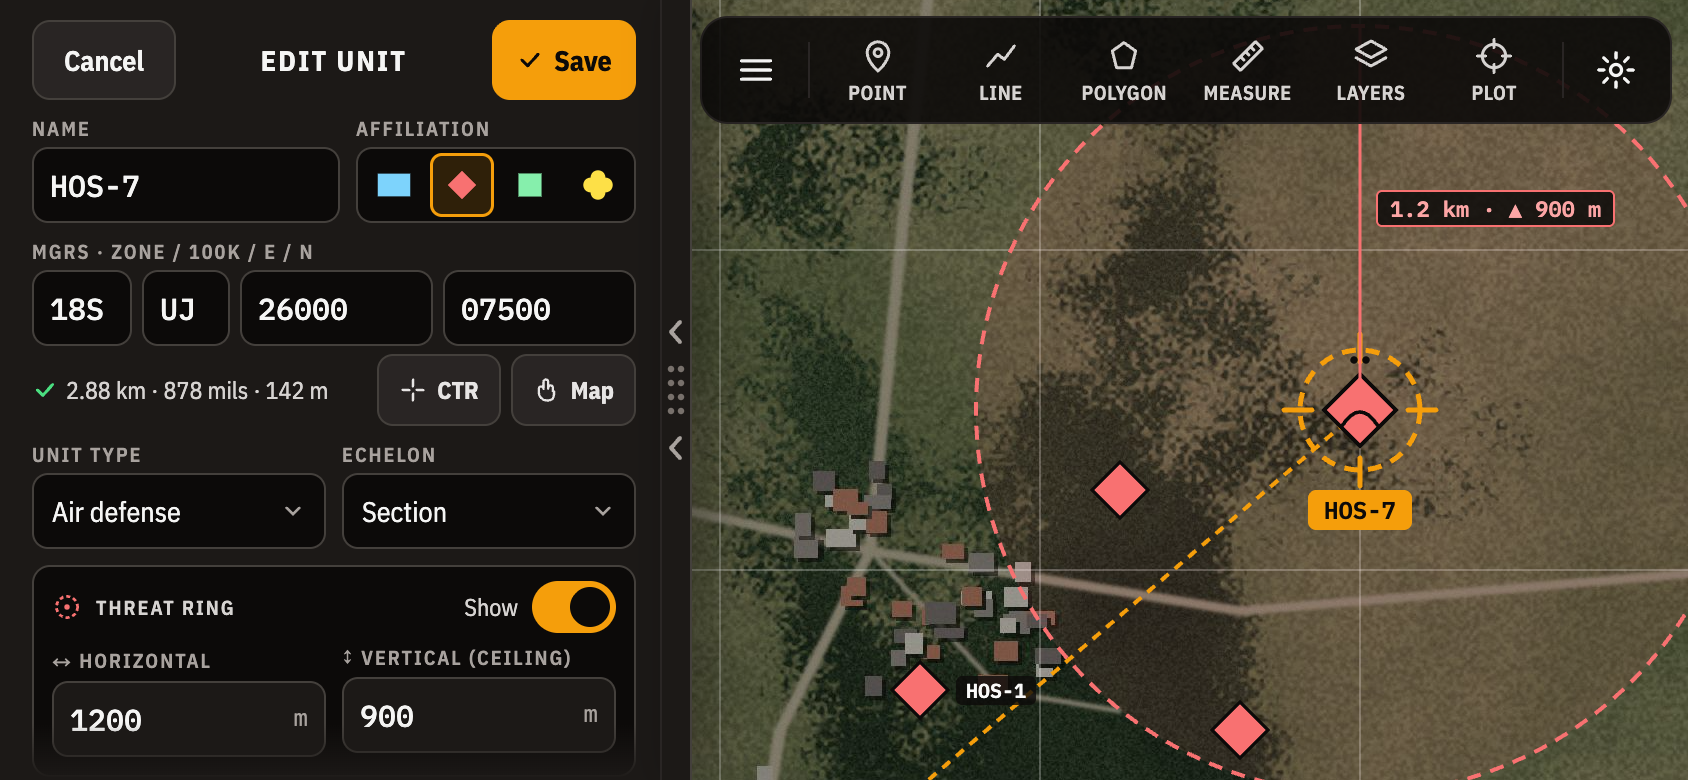 Cancel
EDIT UNIT
Save
NAME
AFFILIATION
HOS-7
MGRS · ZONE / 100K / E / N
18S
UJ
26000
07500
2.88 km · 878 mils · 142 m
CTR
Map
UNIT TYPE
ECHELON
Air defense
Section
THREAT RING
Show
↔ HORIZONTAL
↕ VERTICAL (CEILING)
1200 m
900 m
POINT
LINE
POLYGON
MEASURE
LAYERS
PLOT
1.2 km · ▲ 900 m
HOS-7
HOS-1